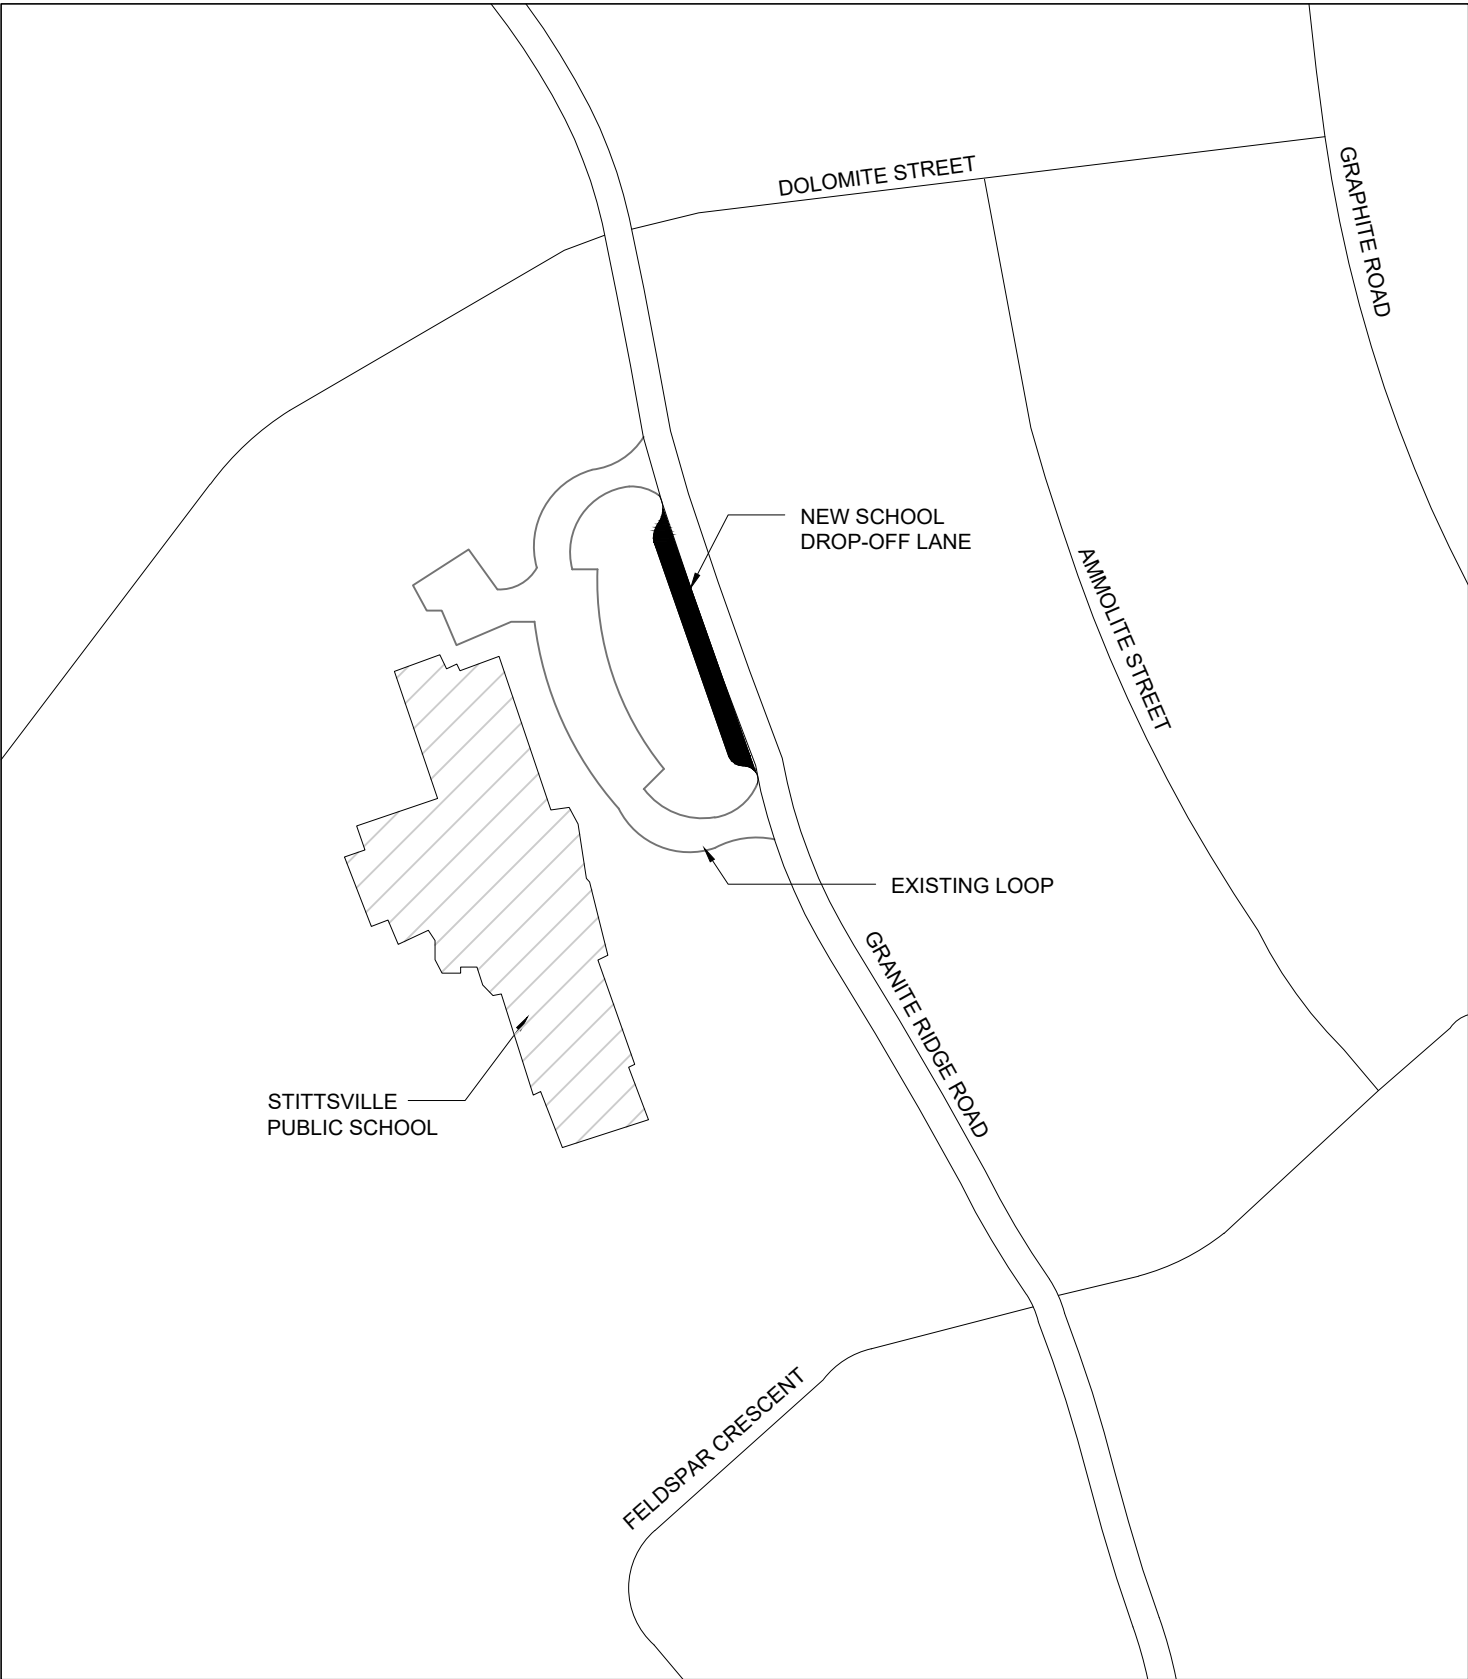 DOLOMITE STREET
GRAPHITE ROAD
NEW SCHOOL
DROP-OFF LANE
AMMOLITE STREET
EXISTING LOOP
GRANITE RIDGE ROAD
STITTSVILLE
PUBLIC SCHOOL
FELDSPAR CRESCENT